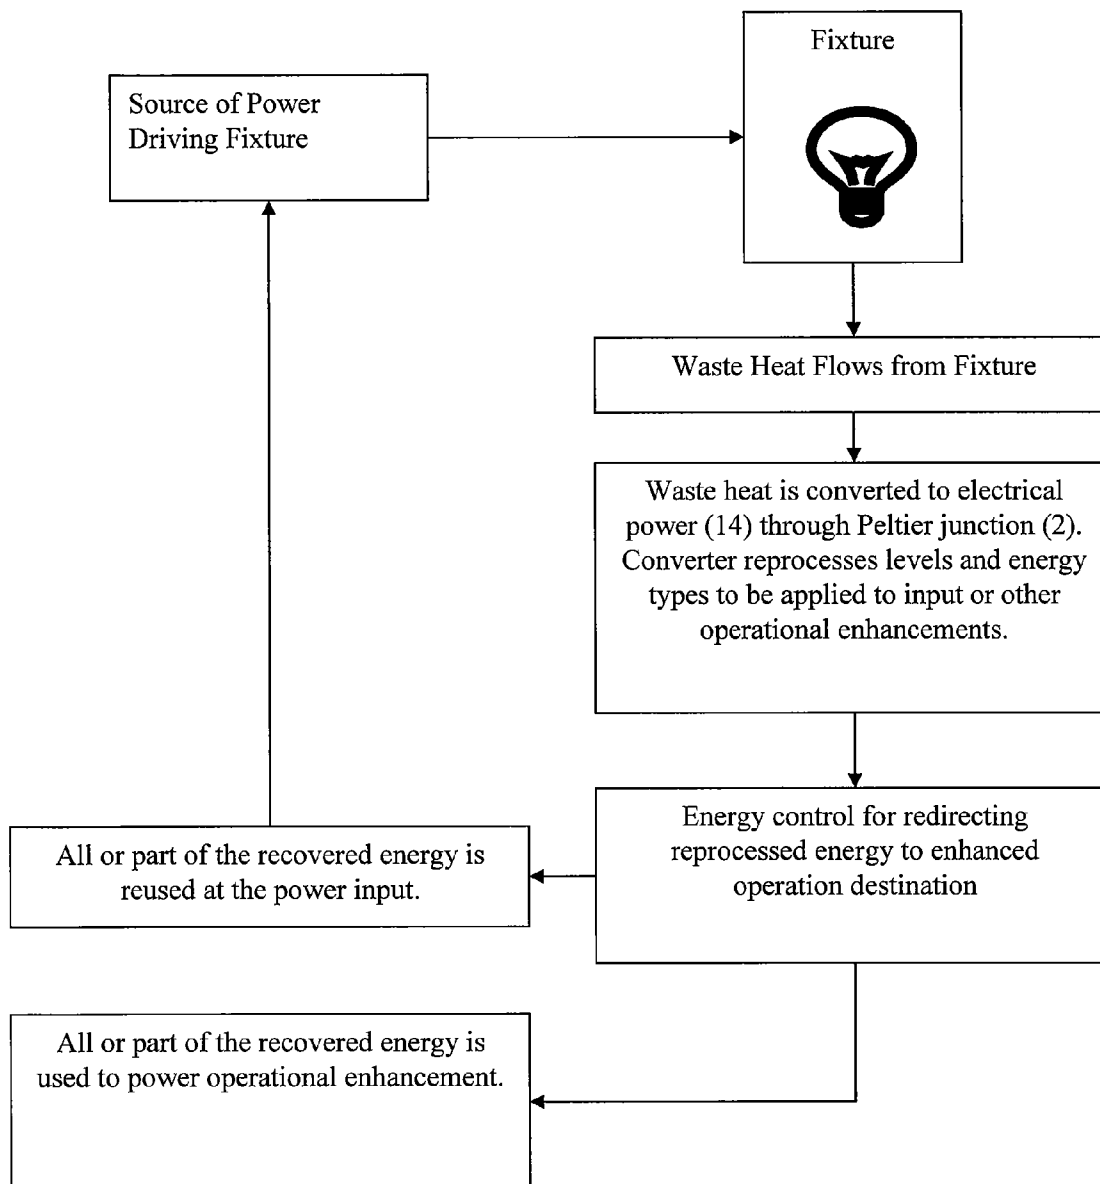 Fixture
Source of Power
Driving Fixture
Waste Heat Flows from Fixture
Waste heat is converted to electrical
power (14) through Peltier junction (2).
Converter reprocesses levels and energy
types to be applied to input or other
operational enhancements.
Energy control for redirecting
reprocessed energy to enhanced
operation destination
All or part of the recovered energy is
reused at the power input.
All or part of the recovered energy is
used to power operational enhancement.